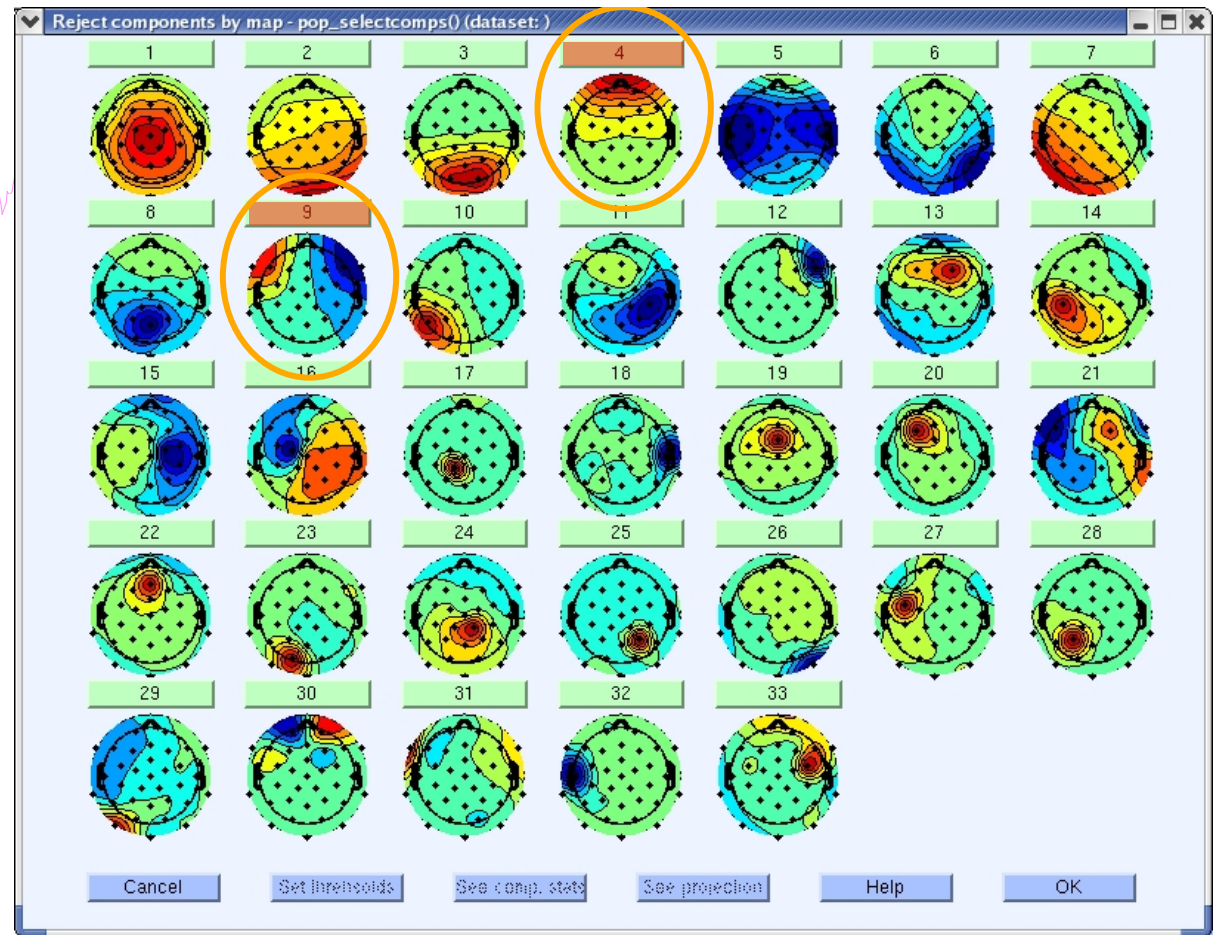 Reject components by map - pop_selectcomps() (dataset: )
1 2 3 4 5 6 7
8 9 10 11 12 13 14
15 16 17 18 19 20 21
22 23 24 25 26 27 28
29 30 31 32 33
Cancel Set threhsolds See comp. stats See projection Help OK